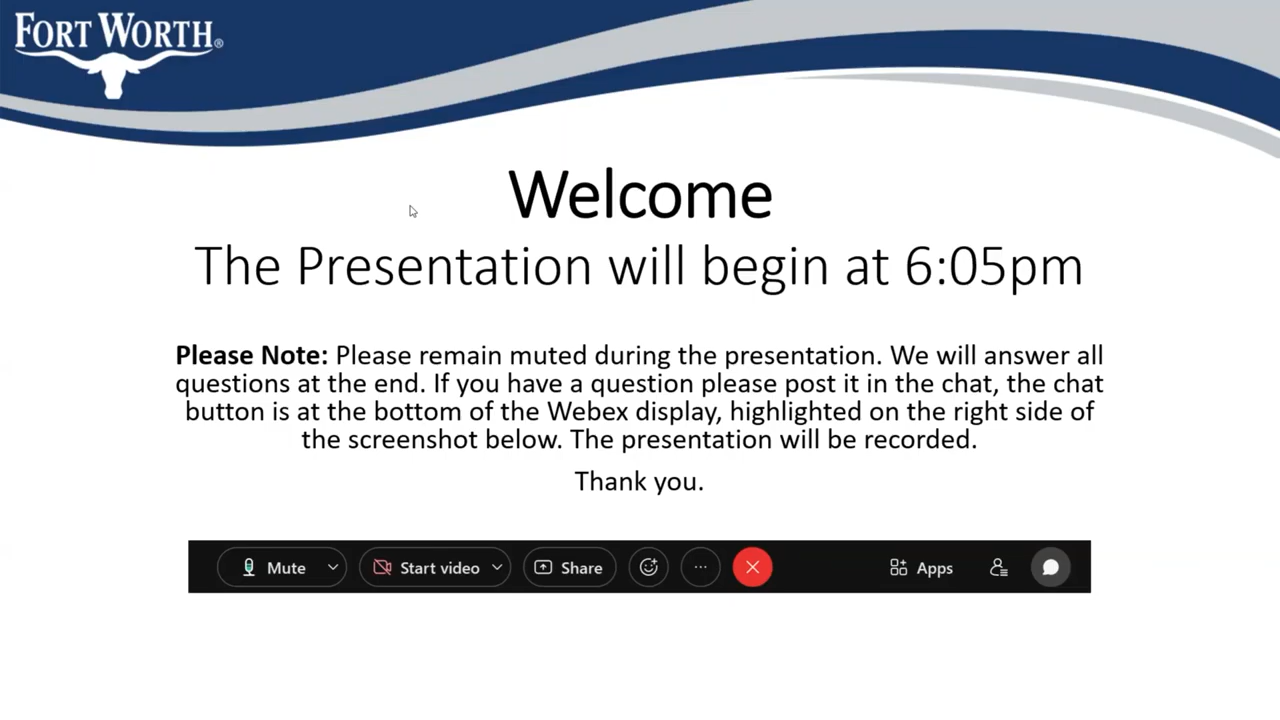 FORT WORTH®
Welcome
The Presentation will begin at 6:05pm
Please Note: Please remain muted during the presentation. We will answer all
questions at the end. If you have a question please post it in the chat, the chat
button is at the bottom of the Webex display, highlighted on the right side of
the screenshot below. The presentation will be recorded.
Thank you.
Mute Start video Share Apps